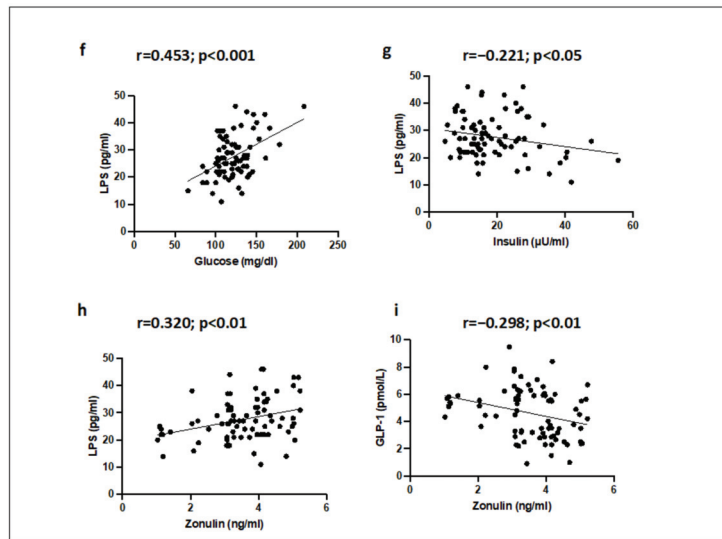 f
r=0.453; p<0.001
50
40
30
20
10
0
LPS (pg/ml)
0 50 100 150 200 250
Glucose (mg/dl)
g
r=−0.221; p<0.05
50
40
30
20
10
0
LPS (pg/ml)
0 20 40 60
Insulin (µU/ml)
h
r=0.320; p<0.01
50
40
30
20
10
0
LPS (pg/ml)
0 2 4 6
Zonulin (ng/ml)
i
r=−0.298; p<0.01
10
8
6
4
2
0
GLP-1 (pmol/L)
0 2 4 6
Zonulin (ng/ml)